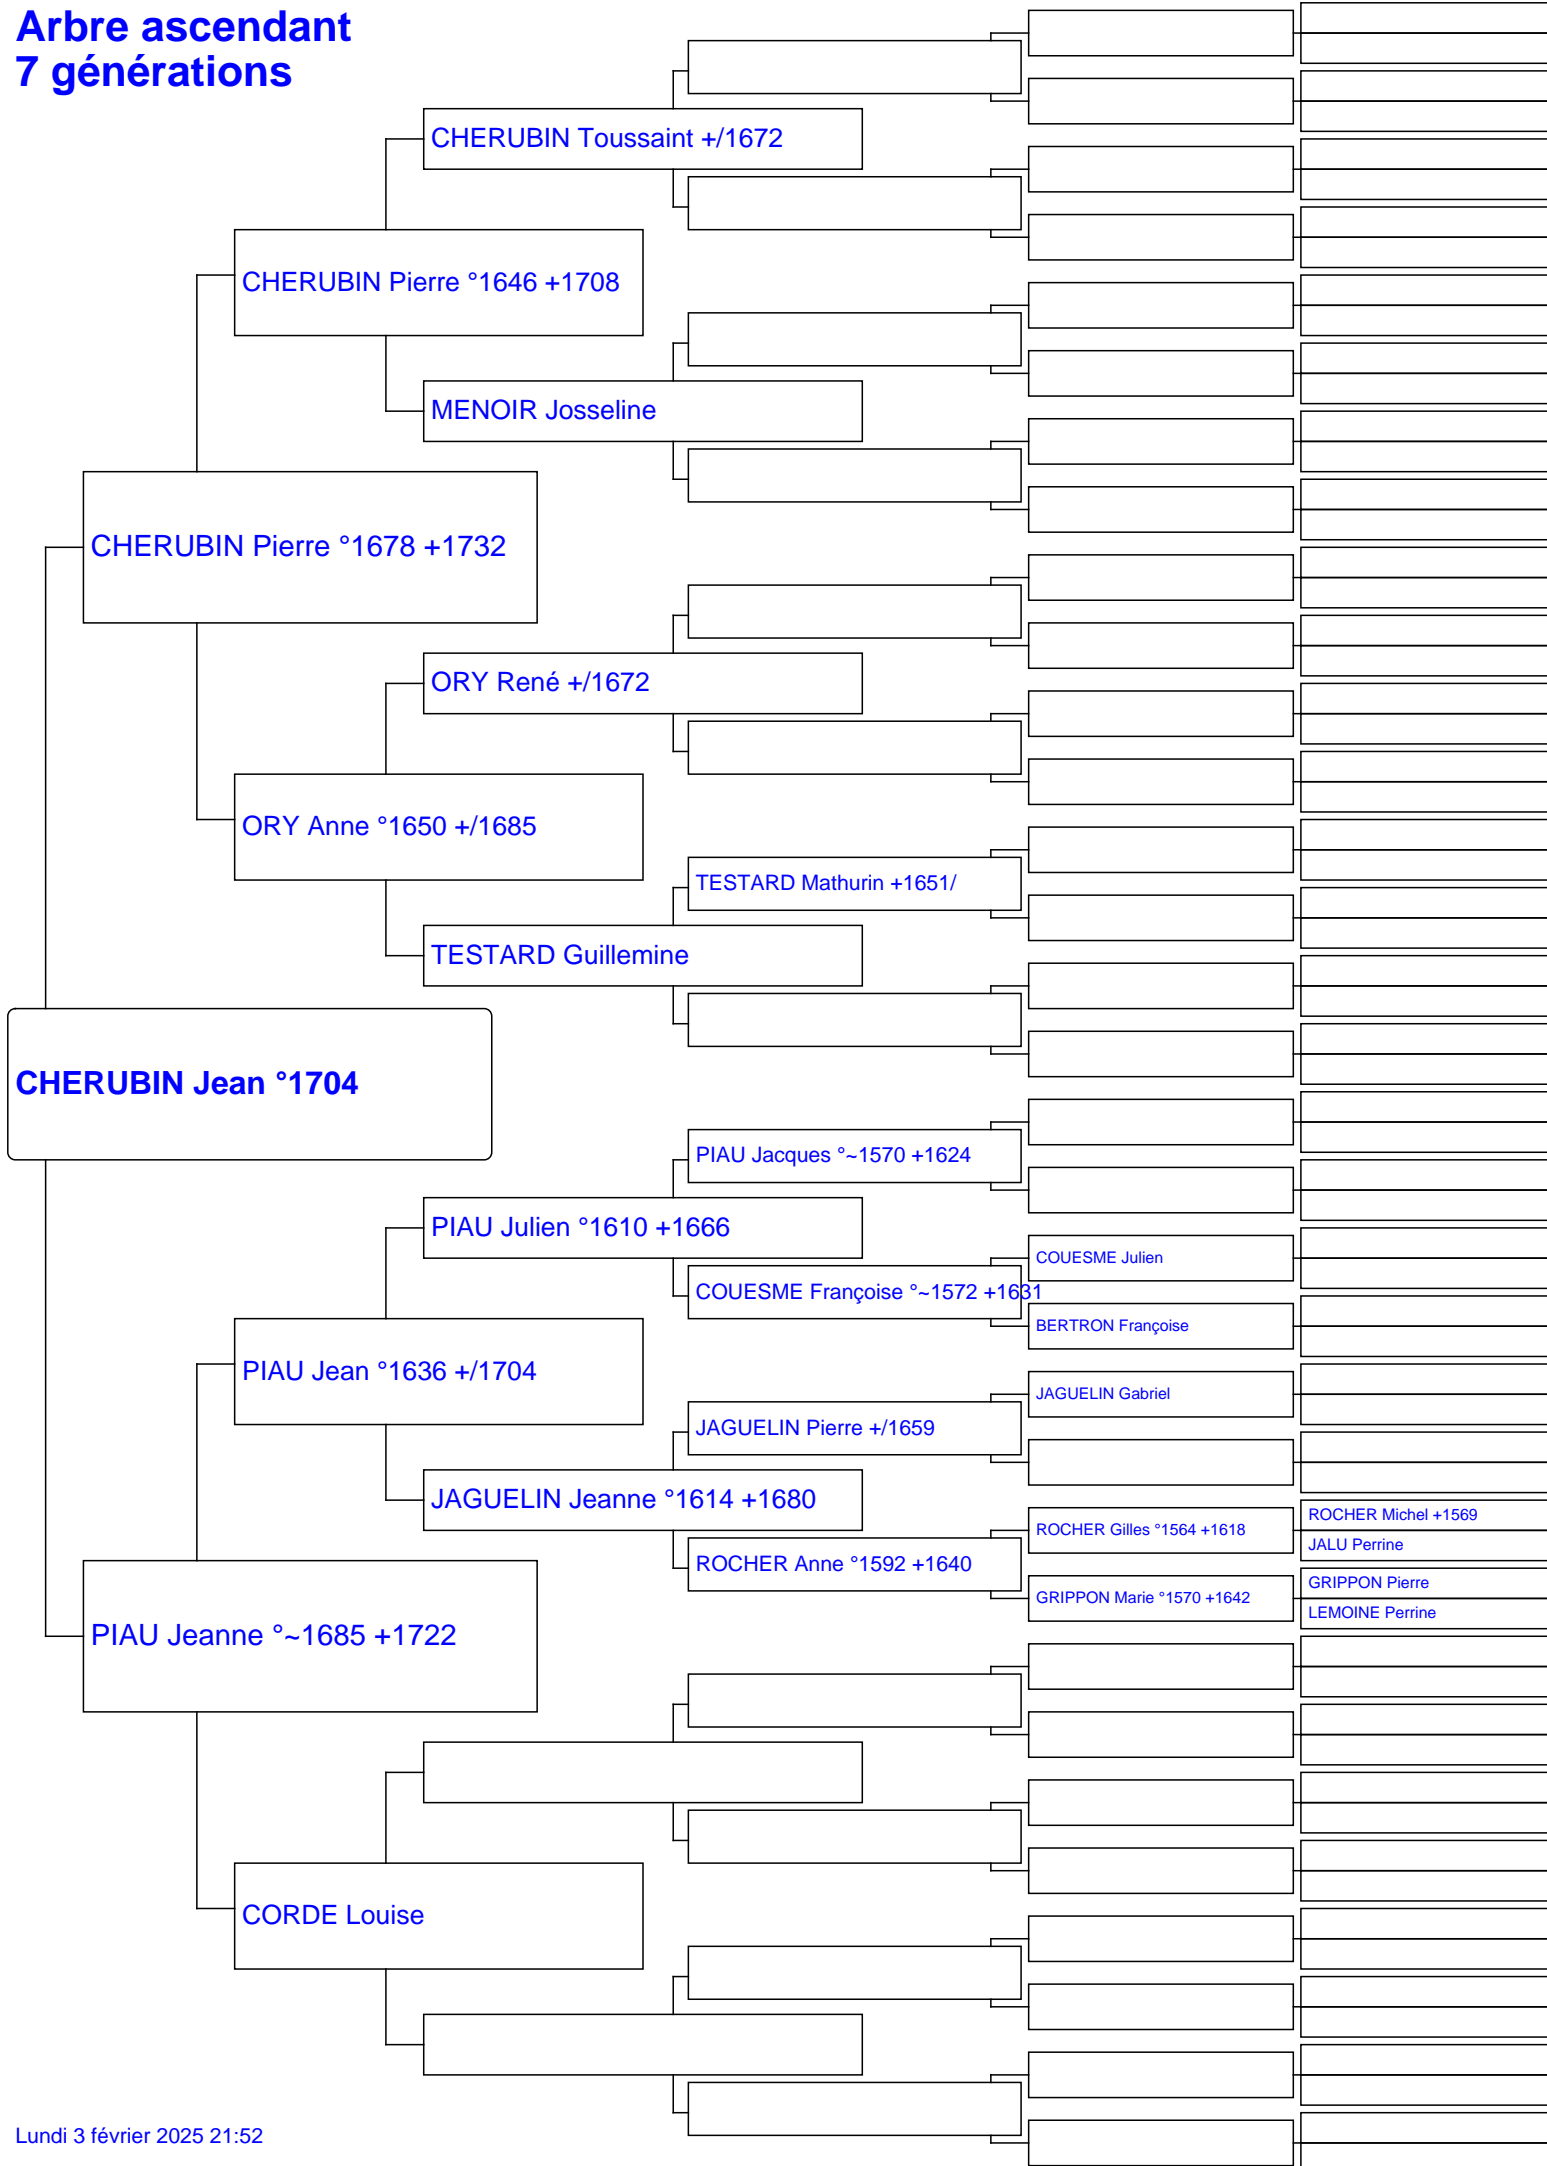 Arbre ascendant
7 générations
CHERUBIN Toussaint +/1672
CHERUBIN Pierre °1646 +1708
MENOIR Josseline
CHERUBIN Pierre °1678 +1732
ORY René +/1672
ORY Anne °1650 +/1685
TESTARD Mathurin +1651/
TESTARD Guillemine
CHERUBIN Jean °1704
PIAU Jacques °~1570 +1624
PIAU Julien °1610 +1666
COUESME Julien
COUESME Françoise °~1572 +1631
BERTRON Françoise
PIAU Jean °1636 +/1704
JAGUELIN Gabriel
JAGUELIN Pierre +/1659
JAGUELIN Jeanne °1614 +1680
ROCHER Michel +1569
ROCHER Gilles °1564 +1618
JALU Perrine
ROCHER Anne °1592 +1640
GRIPPON Pierre
GRIPPON Marie °1570 +1642
LEMOINE Perrine
PIAU Jeanne °~1685 +1722
CORDE Louise
Lundi 3 février 2025 21:52